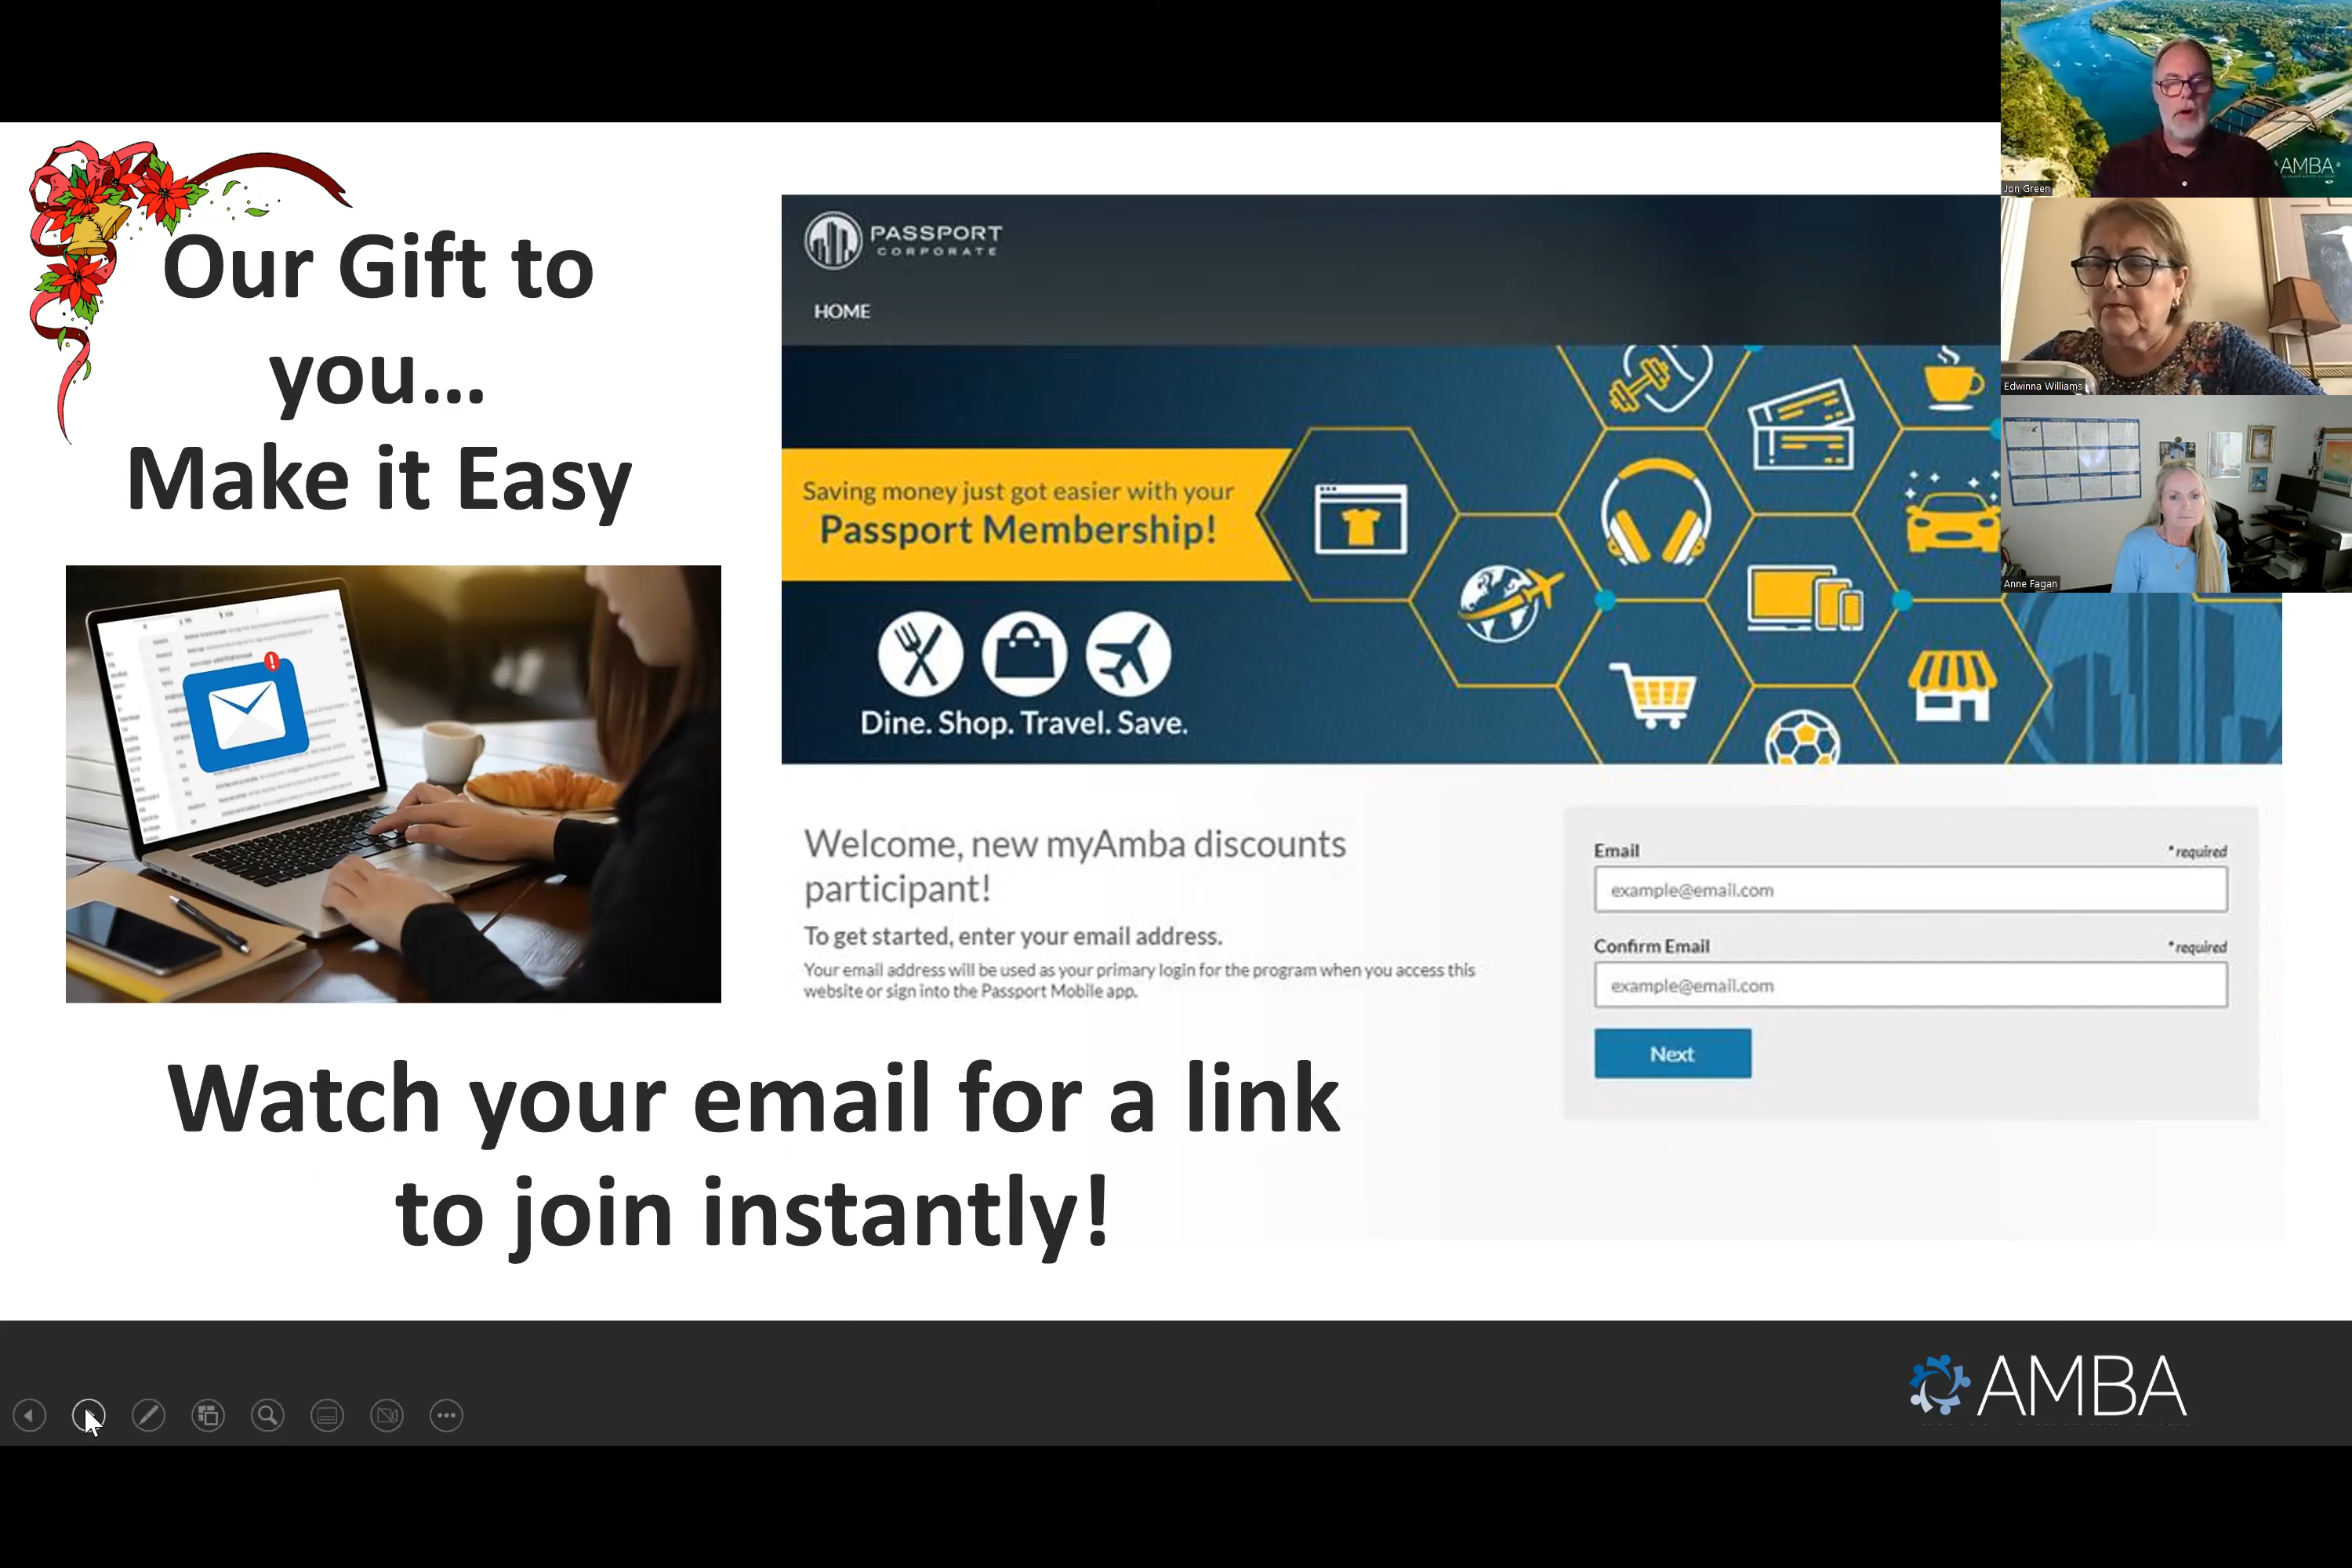 Our Gift to
you...
Make it Easy
PASSPORT
CORPORATE
HOME
Saving money just got easier with your
Passport Membership!
Dine. Shop. Travel. Save.
Welcome, new myAmba discounts
participant!
To get started, enter your email address.
Your email address will be used as your primary login for the program when you access this
website or sign into the Passport Mobile app.
Email
* required
example@email.com
Confirm Email
* required
example@email.com
Next
Watch your email for a link
to join instantly!
AMBA
AMBA
Jon Green
Edwinna Williams
Anne Fagan